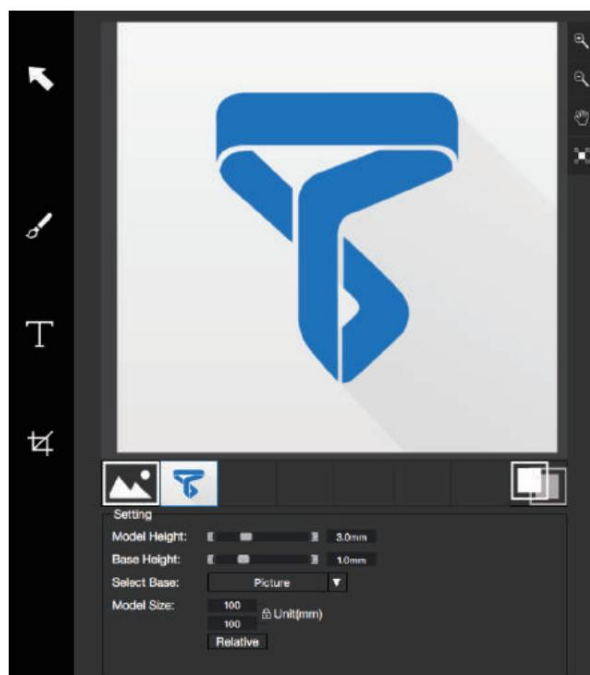 T
Setting
Model Height: 3.0mm
Base Height: 1.0mm
Select Base: Picture ▼
Model Size: 100
100
Unit(mm)
Relative